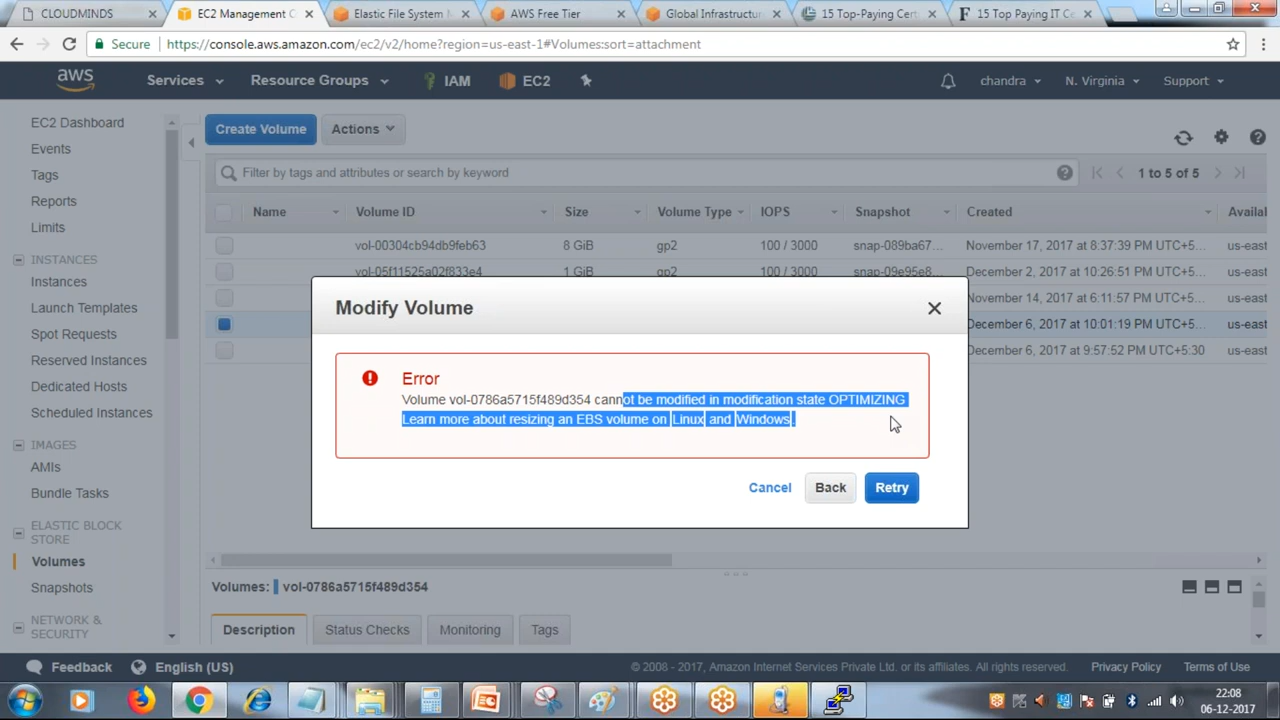 CLOUDMINDS
EC2 Management C
Elastic File System M
AWS Free Tier
Global Infrastructure
15 Top-Paying Cert
15 Top Paying IT Ce
Secure
https://console.aws.amazon.com/ec2/v2/home?region=us-east-1#Volumes:sort=attachment
aws
Services
Resource Groups
IAM
EC2
chandra
N. Virginia
Support
EC2 Dashboard
Events
Tags
Reports
Limits
INSTANCES
Instances
Launch Templates
Spot Requests
Reserved Instances
Dedicated Hosts
Scheduled Instances
IMAGES
AMIs
Bundle Tasks
ELASTIC BLOCK
STORE
Volumes
Snapshots
NETWORK &
SECURITY
Create Volume
Actions
Filter by tags and attributes or search by keyword
1 to 5 of 5
Name
Volume ID
Size
Volume Type
IOPS
Snapshot
Created
Availal
vol-00304cb94db9feb63
8 GiB
gp2
100 / 3000
snap-089ba67...
November 17, 2017 at 8:37:39 PM UTC+5...
us-east
vol-05f11525a02f833e4
1 GiB
gp2
100 / 3000
snap-09e95e8...
December 2, 2017 at 10:26:51 PM UTC+5...
us-east
November 14, 2017 at 6:11:57 PM UTC+5...
us-east
December 6, 2017 at 10:01:19 PM UTC+5...
us-east
December 6, 2017 at 9:57:52 PM UTC+5:30
us-east
Modify Volume
Error
Volume vol-0786a5715f489d354 cannot be modified in modification state OPTIMIZING
Learn more about resizing an EBS volume on Linux and Windows.
Cancel
Back
Retry
Volumes:
vol-0786a5715f489d354
Description
Status Checks
Monitoring
Tags
Feedback
English (US)
© 2008 - 2017, Amazon Internet Services Private Ltd. or its affiliates. All rights reserved.
Privacy Policy
Terms of Use
22:08
06-12-2017